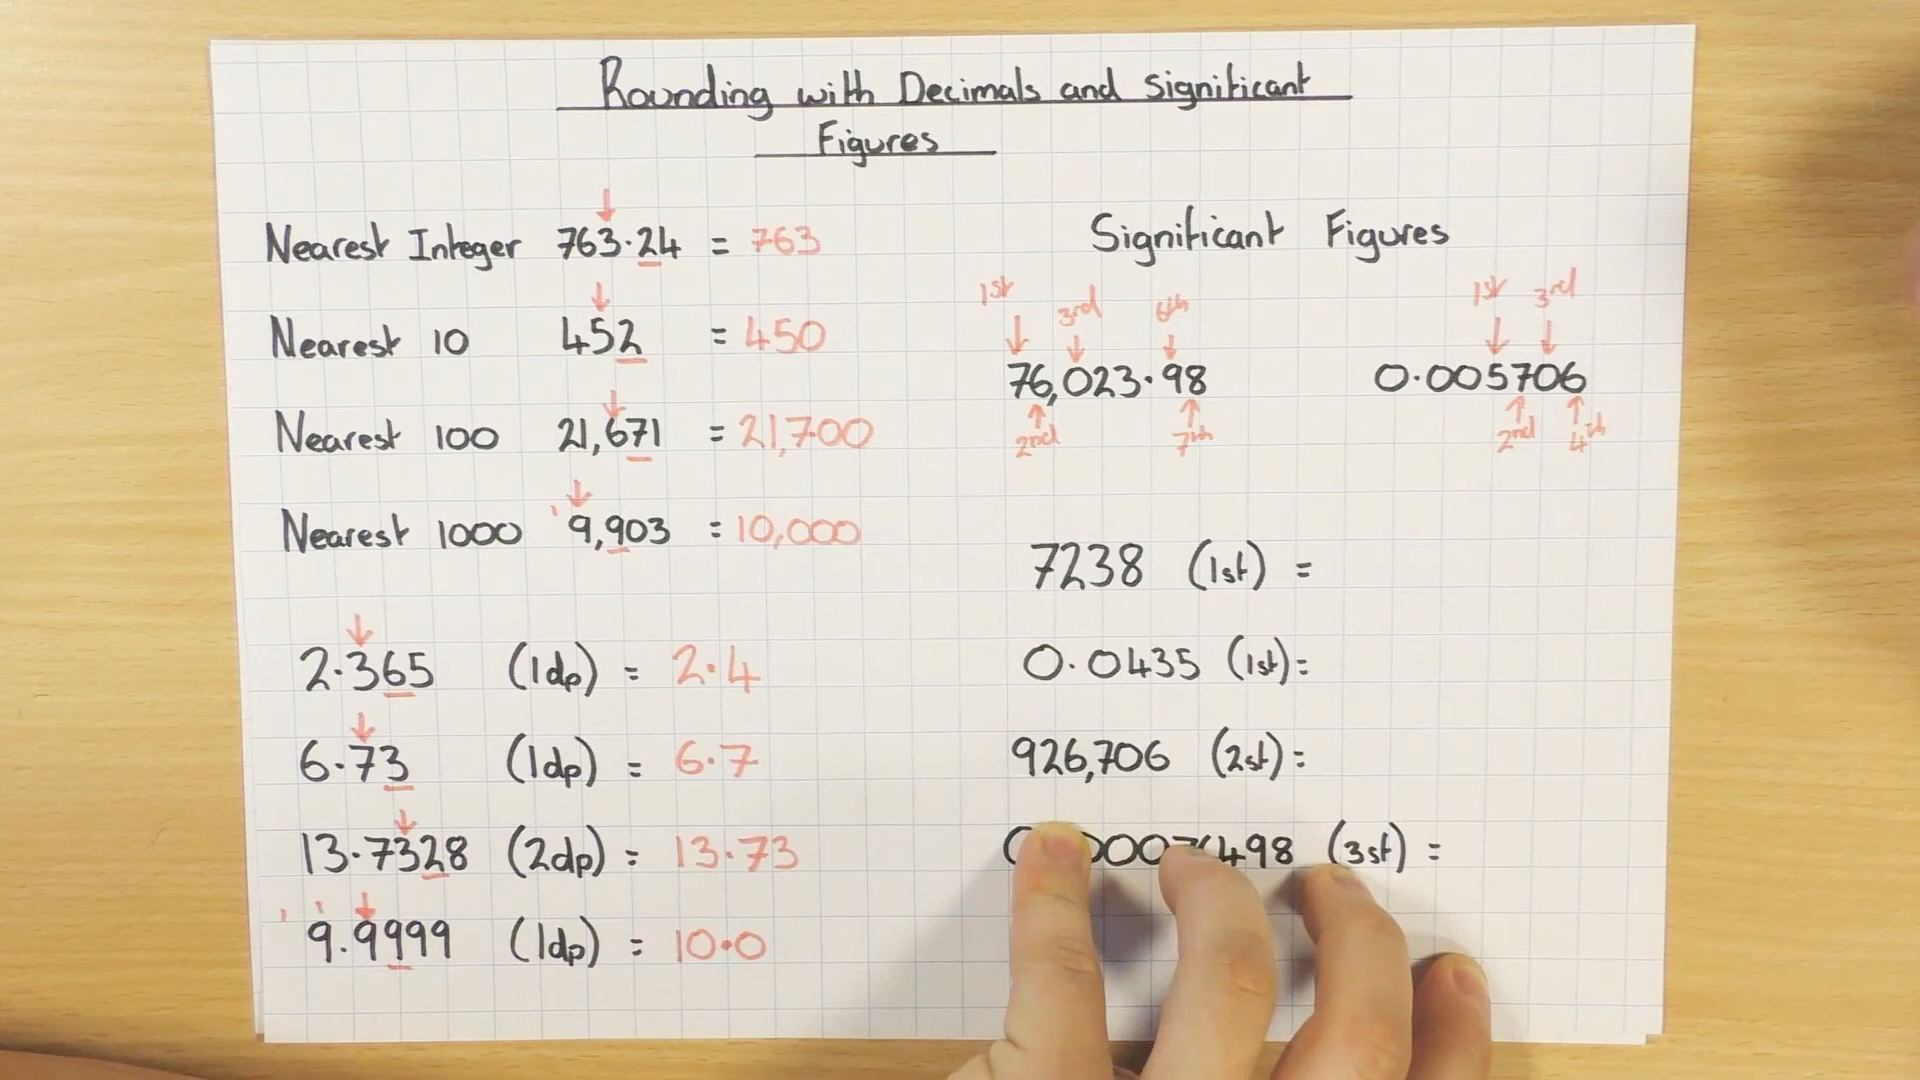 Rounding with Decimals and Significant
Figures
Nearest Integer 763.24 = 763
Nearest 10 452 = 450
Nearest 100 21,671 = 21,700
Nearest 1000 9,903 = 10,000
2.365 (1dp) = 2.4
6.73 (1dp) = 6.7
13.7328 (2dp) = 13.73
9.9999 (1dp) = 10.0
Significant Figures
1st 3rd 6th
76,023.98
2nd 7th
1st 3rd
0.005706
2nd 4th
7238 (1sf) =
0.0435 (1sf) =
926,706 (2sf) =
498 (3sf) =